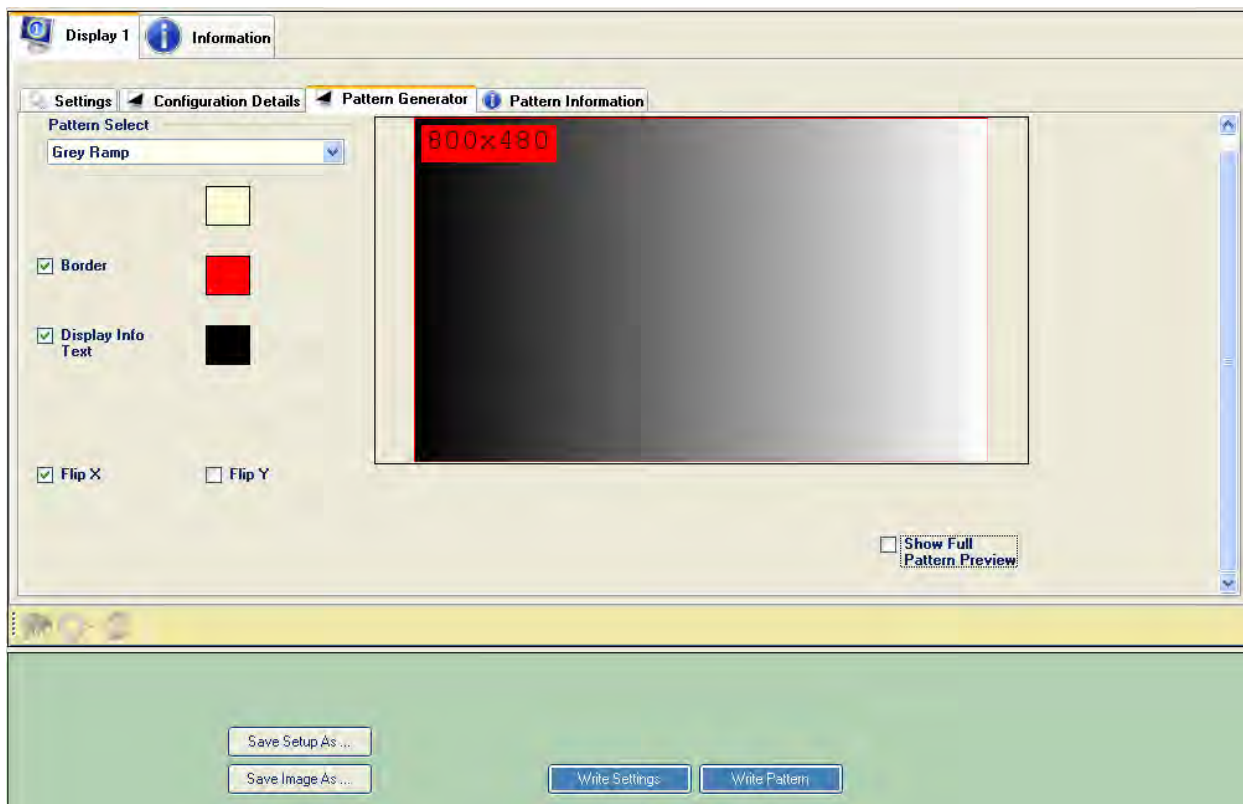 Display 1
Information
Settings
Configuration Details
Pattern Generator
Pattern Information
Pattern Select
Grey Ramp
800x480
Border
Display Info
Text
Flip X
Flip Y
Show Full
Pattern Preview
Save Setup As ...
Save Image As ...
Write Settings
Write Pattern